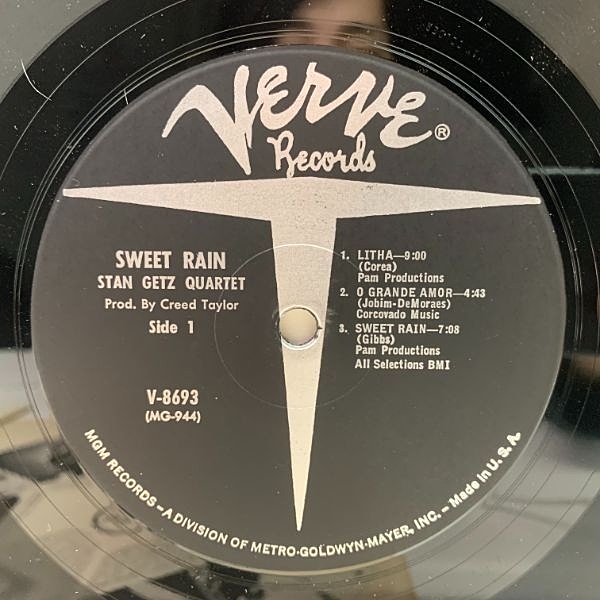 VERVE®
Records
SWEET RAIN
STAN GETZ QUARTET
Prod. By Creed Taylor
Side 1
V-8693
(MG-944)
1. LITHA—9:00
(Corea)
Pam Productions
2. O GRANDE AMOR—4:43
(Jobim-DeMoraes)
Corcovado Music
3. SWEET RAIN—7:08
(Gibbs)
Pam Productions
All Selections BMI
MGM RECORDS—A DIVISION OF METRO-GOLDWYN-MAYER, INC.—Made in U.S.A.